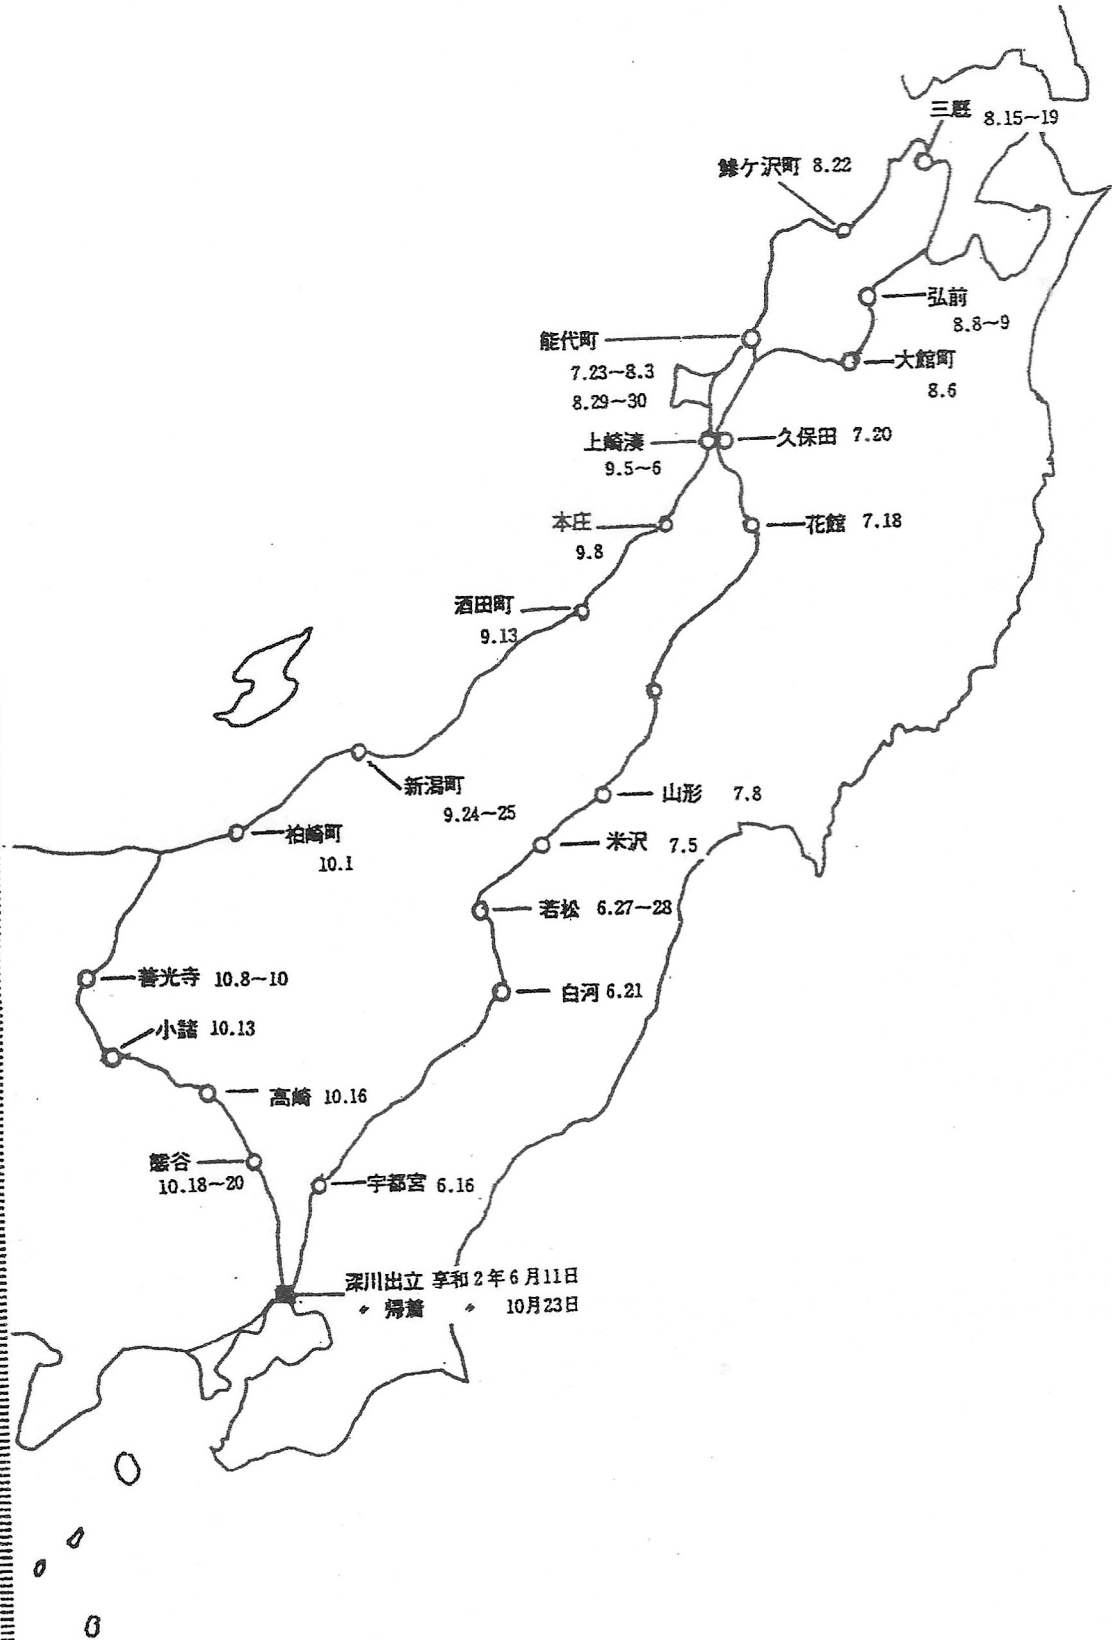 三厩 8.15~19
鰺ケ沢町 8.22
弘前
8.8~9
能代町
7.23~8.3
8.29~30
大館町
8.6
上崎湊
9.5~6
久保田 7.20
本庄
9.8
花館 7.18
酒田町
9.13
新潟町
9.24~25
山形 7.8
柏崎町
10.1
米沢 7.5
若松 6.27~28
善光寺 10.8~10
白河 6.21
小諸 10.13
高崎 10.16
熊谷
10.18~20
宇都宮 6.16
深川出立 享和2年6月11日
〃 帰着 〃 10月23日